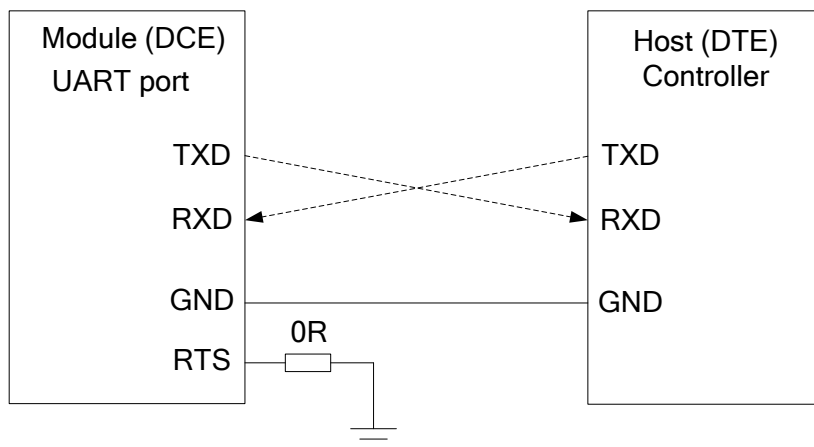 Module (DCE)
UART port
TXD
RXD
GND
RTS
0R
Host (DTE)
Controller
TXD
RXD
GND